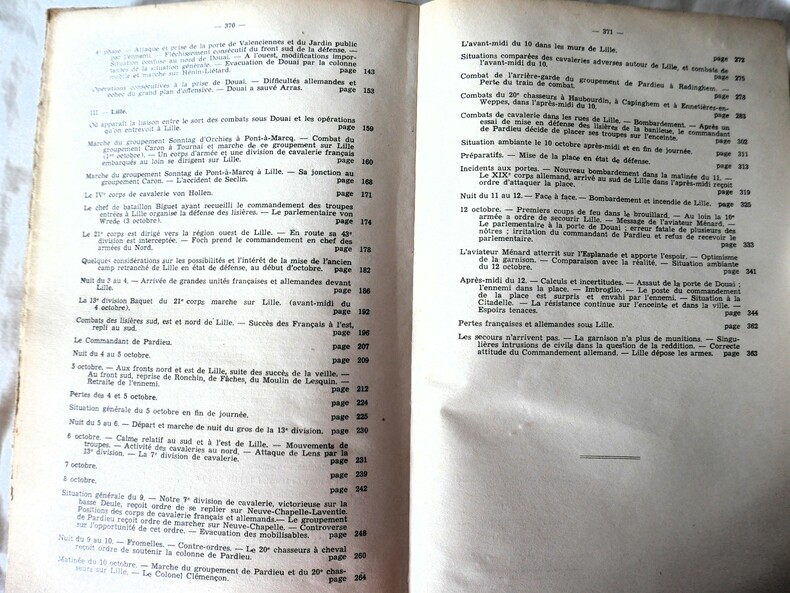 — 370 —
4e phase — Attaque et prise de la porte de Valenciennes et du Jardin public
par l'ennemi. — Fléchissement consécutif du front sud de la défense. —
Situation confuse au nord de Douai. — A l'ouest, modifications impor-
tantes de la situation générale. — Evacuation de Douai par la colonne
mobile et marche sur Hénin-Liétard.
page 143
Opérations consécutives à la prise de Douai. — Difficultés allemandes et
échec du grand plan d'offensive. — Douai a sauvé Arras.
page 153
III — Lille.
Où apparaît la liaison entre le sort des combats sous Douai et les opérations
qu'on entrevoit à Lille.
page 159
Marche du groupement Sonntag d'Orchies à Pont-à-Marcq. — Combat du
groupement Caron à Tournai et marche de ce groupement sur Lille
(1er octobre). — Un corps d'armée et une division de cavalerie français
embarqués au loin se dirigent sur Lille.
page 160
Marche du groupement Sonntag de Pont-à-Marcq à Lille. — Sa jonction au
groupement Caron. — L'accident de Seclin.
page 168
Le IVe corps de cavalerie von Hollen.
page 171
Le chef de bataillon Biguet ayant recueilli le commandement des troupes
entrées à Lille organise la défense des lisières. — Le parlementaire von
Wrede (3 octobre).
page 174
Le 21e corps est dirigé vers la région ouest de Lille. — En route sa 43e
division est interceptée. — Foch prend le commandement en chef des
armées du Nord.
page 178
Quelques considérations sur les possibilités et l'intérêt de la mise de l'ancien
camp retranché de Lille en état de défense, au début d'octobre.
page 182
Nuit du 3 au 4. — Arrivée de grandes unités françaises et allemandes devant
Lille.
page 186
La 13e division Baquet du 21e corps marche sur Lille. (avant-midi du
4 octobre).
page 192
Combats des lisières sud, est et nord de Lille. — Succès des Français à l'est,
repli au sud.
page 196
Le Commandant de Pardieu.
page 207
Nuit du 4 au 5 octobre.
page 209
5 octobre. — Aux fronts nord et est de Lille, suite des succès de la veille. —
Au front sud, reprise de Ronchin, de Fâches, du Moulin de Lesquin. —
Retraite de l'ennemi.
page 212
Pertes des 4 et 5 octobre.
page 224
Situation générale du 5 octobre en fin de journée.
page 225
Nuit du 5 au 6. — Départ et marche de nuit du gros de la 13e division.
page 230
6 octobre. — Calme relatif au sud et à l'est de Lille. — Mouvements de
troupes. — Activité des cavaleries au nord. — Attaque de Lens par la
13e division. — La 7e division de cavalerie.
page 231
7 octobre.
page 239
8 octobre.
page 242
Situation générale du 9. — Notre 7e division de cavalerie, victorieuse sur la
basse Deule, reçoit ordre de se replier sur Neuve-Chapelle-Laventie.
Positions des corps de cavalerie français et allemands. — Le groupement
de Pardieu reçoit ordre de marcher sur Neuve-Chapelle. — Controverse
sur l'opportunité de cet ordre. — Evacuation des mobilisables.
page 248
Nuit du 9 au 10. — Fromelles. — Contre-ordres. — Le 20e chasseurs à cheval
reçoit ordre de soutenir la colonne de Pardieu.
page 260
Matinée du 10 octobre. — Marche du groupement de Pardieu et du 20e chas-
seurs sur Lille. — Le Colonel Clémençon.
page 264
— 371 —
L'avant-midi du 10 dans les murs de Lille.
page 272
Situations comparées des cavaleries adverses autour de Lille, et combats de
l'avant-midi du 10.
page 275
Combat de l'arrière-garde du groupement de Pardieu à Radinghem. —
Perte du train de combat.
page 278
Combats du 20e chasseurs à Haubourdin, à Capinghem et à Ennetières-en-
Weppes, dans l'après-midi du 10.
page 283
Combats de cavalerie dans les rues de Lille. — Bombardement. — Après un
essai de mise en défense des lisières de la banlieue, le commandant
de Pardieu décide de placer ses troupes sur l'enceinte.
page 302
Situation ambiante le 10 octobre après-midi et en fin de journée.
page 311
Préparatifs. — Mise de la place en état de défense.
page 313
Incidents aux portes. — Nouveau bombardement dans la matinée du 11. —
Le XIXe corps allemand, arrivé au sud de Lille dans l'après-midi reçoit
ordre d'attaquer la place.
page 319
Nuit du 11 au 12. — Face à face. — Bombardement et incendie de Lille.
page 325
12 octobre. — Premiers coups de feu dans le brouillard. — Au loin la 10e
armée a ordre de secourir Lille. — Message de l'aviateur Ménard. —
Le parlementaire à la porte de Douai ; erreur fatale de plusieurs des
nôtres ; irritation du commandant de Pardieu et refus de recevoir le
parlementaire.
page 333
L'aviateur Ménard atterrit sur l'Esplanade et apporte l'espoir. — Optimisme
de la garnison. — Comparaison avec la réalité. — Situation ambiante
du 12 octobre.
page 341
Après-midi du 12. — Calculs et incertitudes. — Assaut de la porte de Douai ;
l'ennemi dans la place. — Imbroglio. — Le poste du commandement
de la place est surpris et envahi par l'ennemi. — Situation à la
Citadelle. — La résistance continue sur l'enceinte et dans la ville. —
Espoirs tenaces.
page 344
Pertes françaises et allemandes sous Lille.
page 362
Les secours n'arrivent pas. — La garnison n'a plus de munitions. — Singu-
lières intrusions de civils dans la question de la reddition. — Correcte
attitude du Commandement allemand. — Lille dépose les armes.
page 363